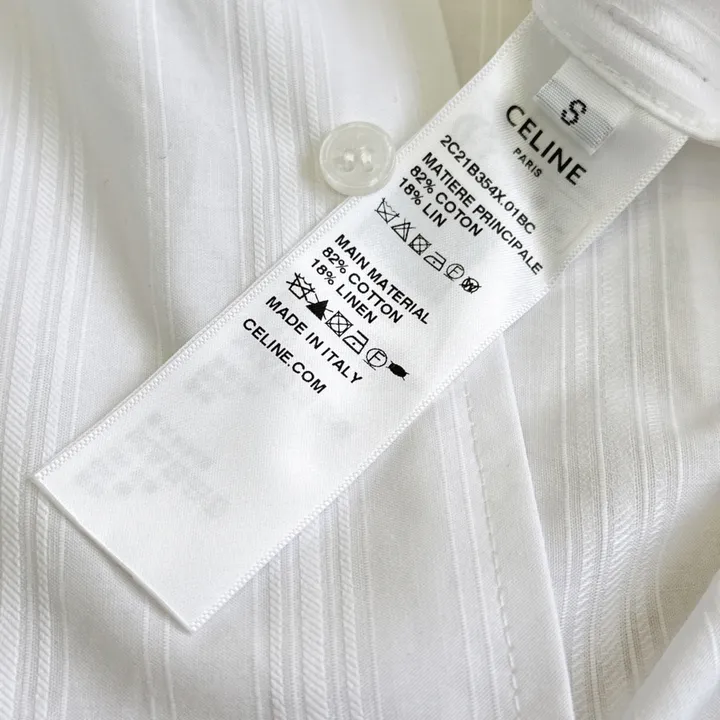 S
CELINE
PARIS
2C21B354X.01BC
MATIERE PRINCIPALE
82% COTON
18% LIN
MAIN MATERIAL
82% COTTON
18% LINEN
MADE IN ITALY
CELINE.COM